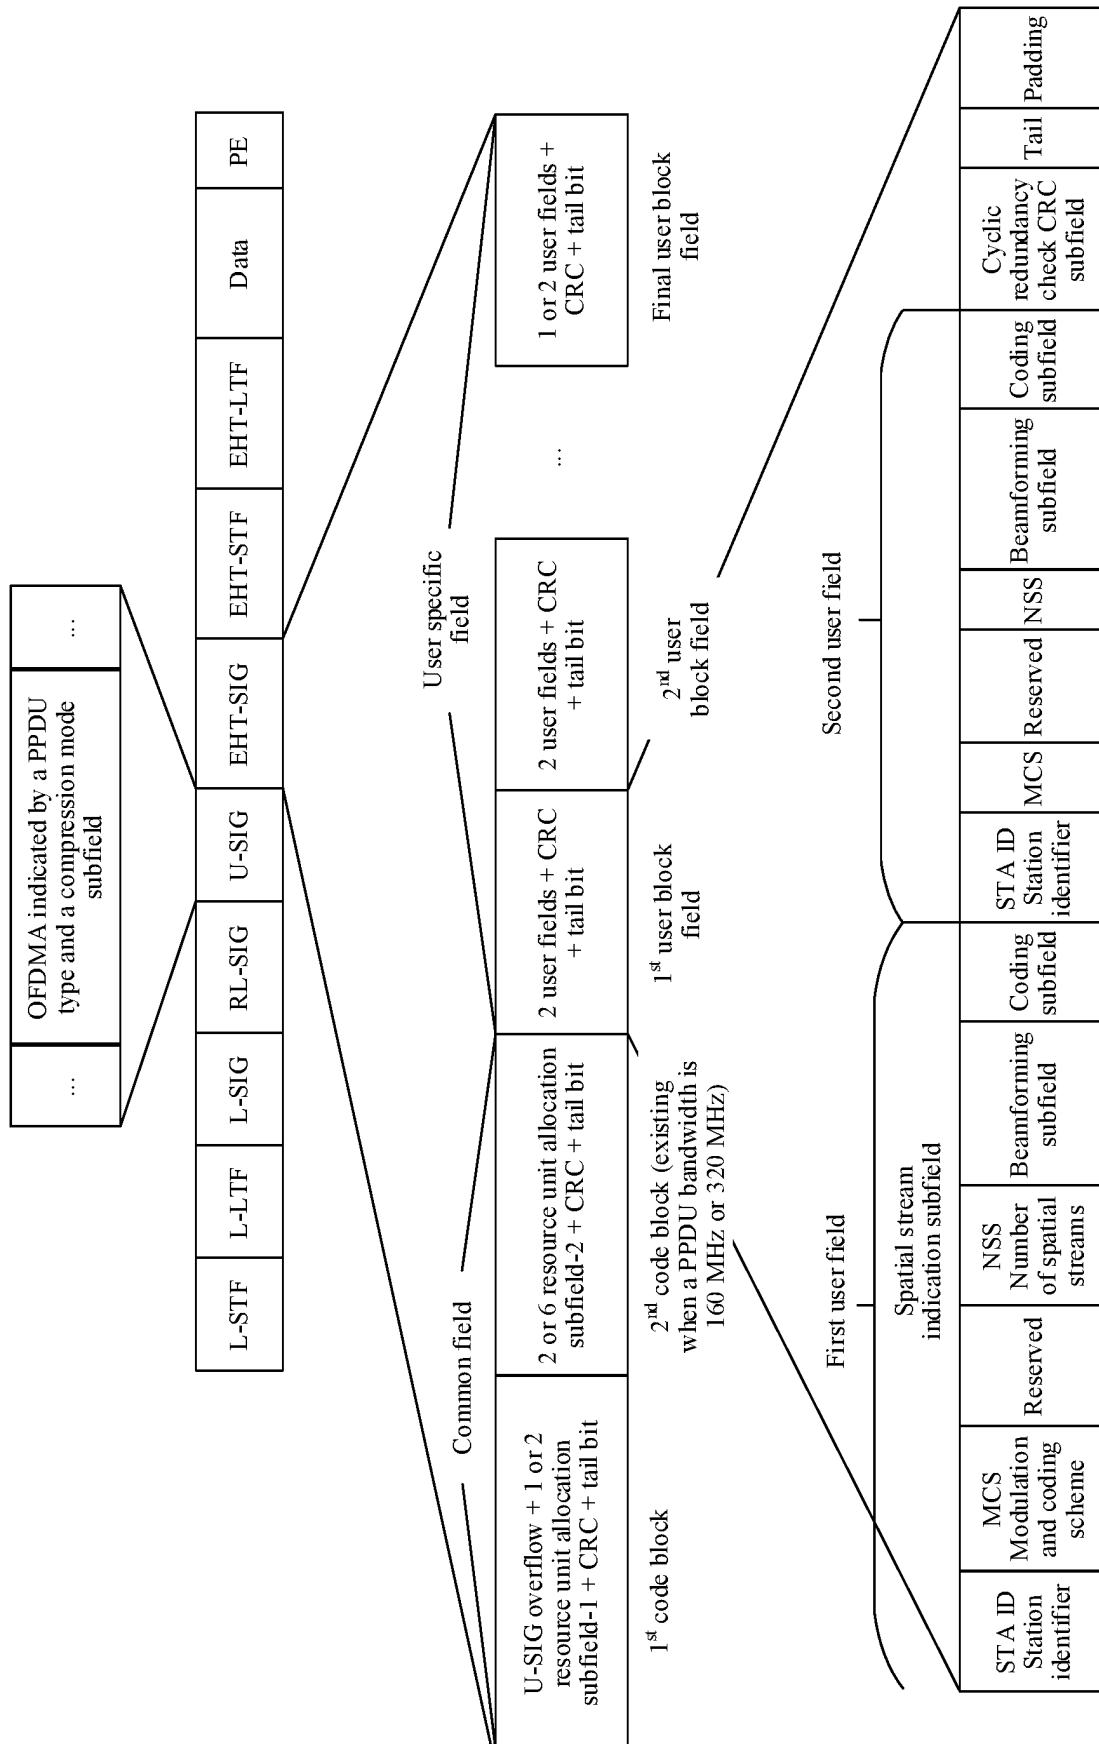 ...
OFDMA indicated by a PPDU
type and a compression mode
subfield
...
L-STF
L-LTF
L-SIG
RL-SIG
U-SIG
EHT-SIG
EHT-STF
EHT-LTF
Data
PE
Common field
User specific
field
U-SIG overflow + 1 or 2
resource unit allocation
subfield-1 + CRC + tail bit
2 or 6 resource unit allocation
subfield-2 + CRC + tail bit
2 user fields + CRC
+ tail bit
2 user fields + CRC
+ tail bit
...
1 or 2 user fields +
CRC + tail bit
1st code block
2nd code block (existing
when a PPDU bandwidth is
160 MHz or 320 MHz)
1st user block
field
2nd user
block field
Final user block
field
First user field
Second user field
Spatial stream
indication subfield
STA ID
Station
identifier
MCS
Modulation
and coding
scheme
Reserved
NSS
Number
of spatial
streams
Beamforming
subfield
Coding
subfield
STA ID
Station
identifier
MCS
Reserved
NSS
Beamforming
subfield
Coding
subfield
Cyclic
redundancy
check CRC
subfield
Tail
Padding